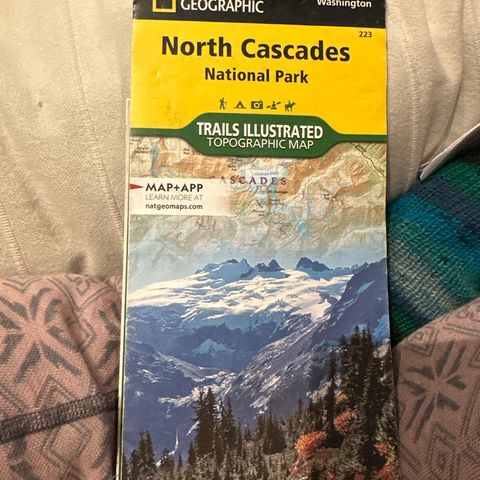 GEOGRAPHIC
Washington
223
North Cascades
National Park
TRAILS ILLUSTRATED
TOPOGRAPHIC MAP
MAP+APP
LEARN MORE AT
natgeomaps.com
CASCADES